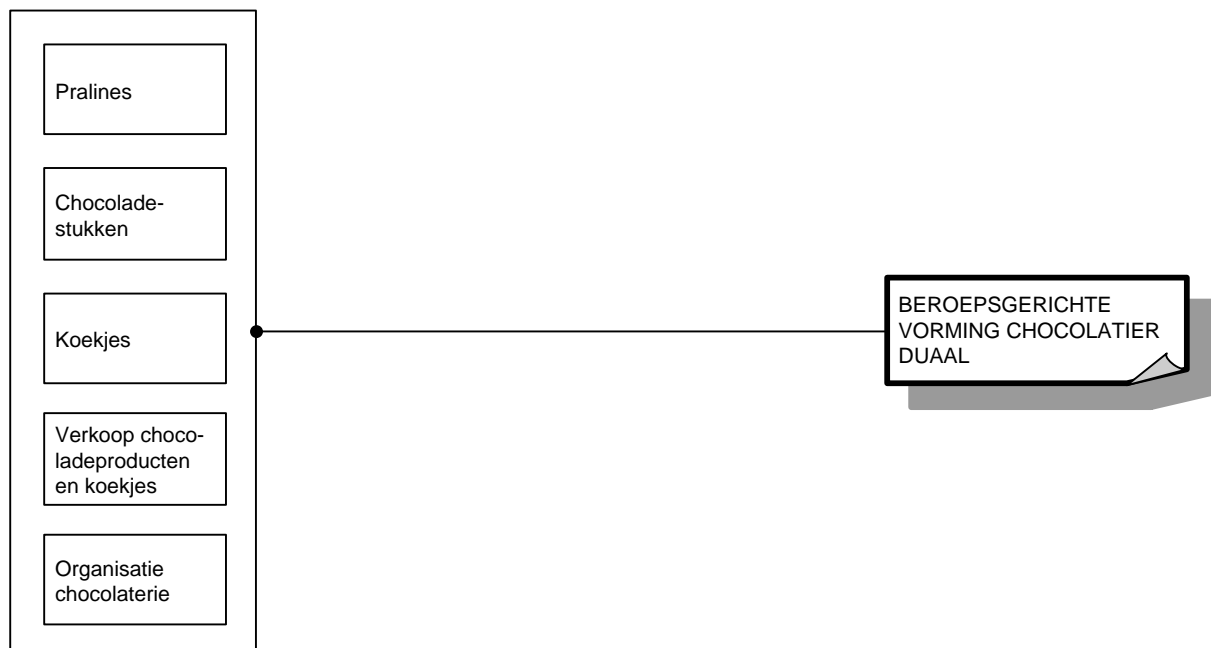 Pralines
Chocolade-
stukken
Koekjes
Verkoop choco-
ladeproducten
en koekjes
Organisatie
chocolaterie
BEROEPSGERICHTE
VORMING CHOCOLATIER
DUAAL